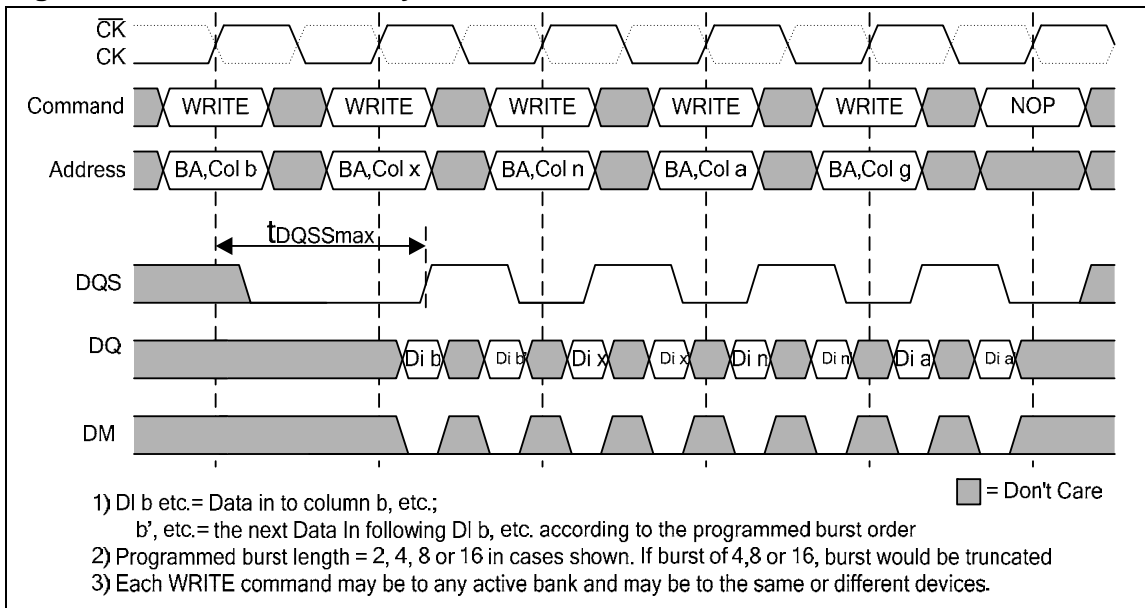 CK
CK
Command WRITE WRITE WRITE WRITE WRITE NOP
Address BA,Col b BA,Col x BA,Col n BA,Col a BA,Col g
tDQSSmax
DQS
DQ Di b Di b' Di x Di x Di n Di n Di a Di a
DM
= Don't Care
1) DI b etc.= Data in to column b, etc.;
b', etc.= the next Data In following DI b, etc. according to the programmed burst order
2) Programmed burst length = 2, 4, 8 or 16 in cases shown. If burst of 4,8 or 16, burst would be truncated
3) Each WRITE command may be to any active bank and may be to the same or different devices.